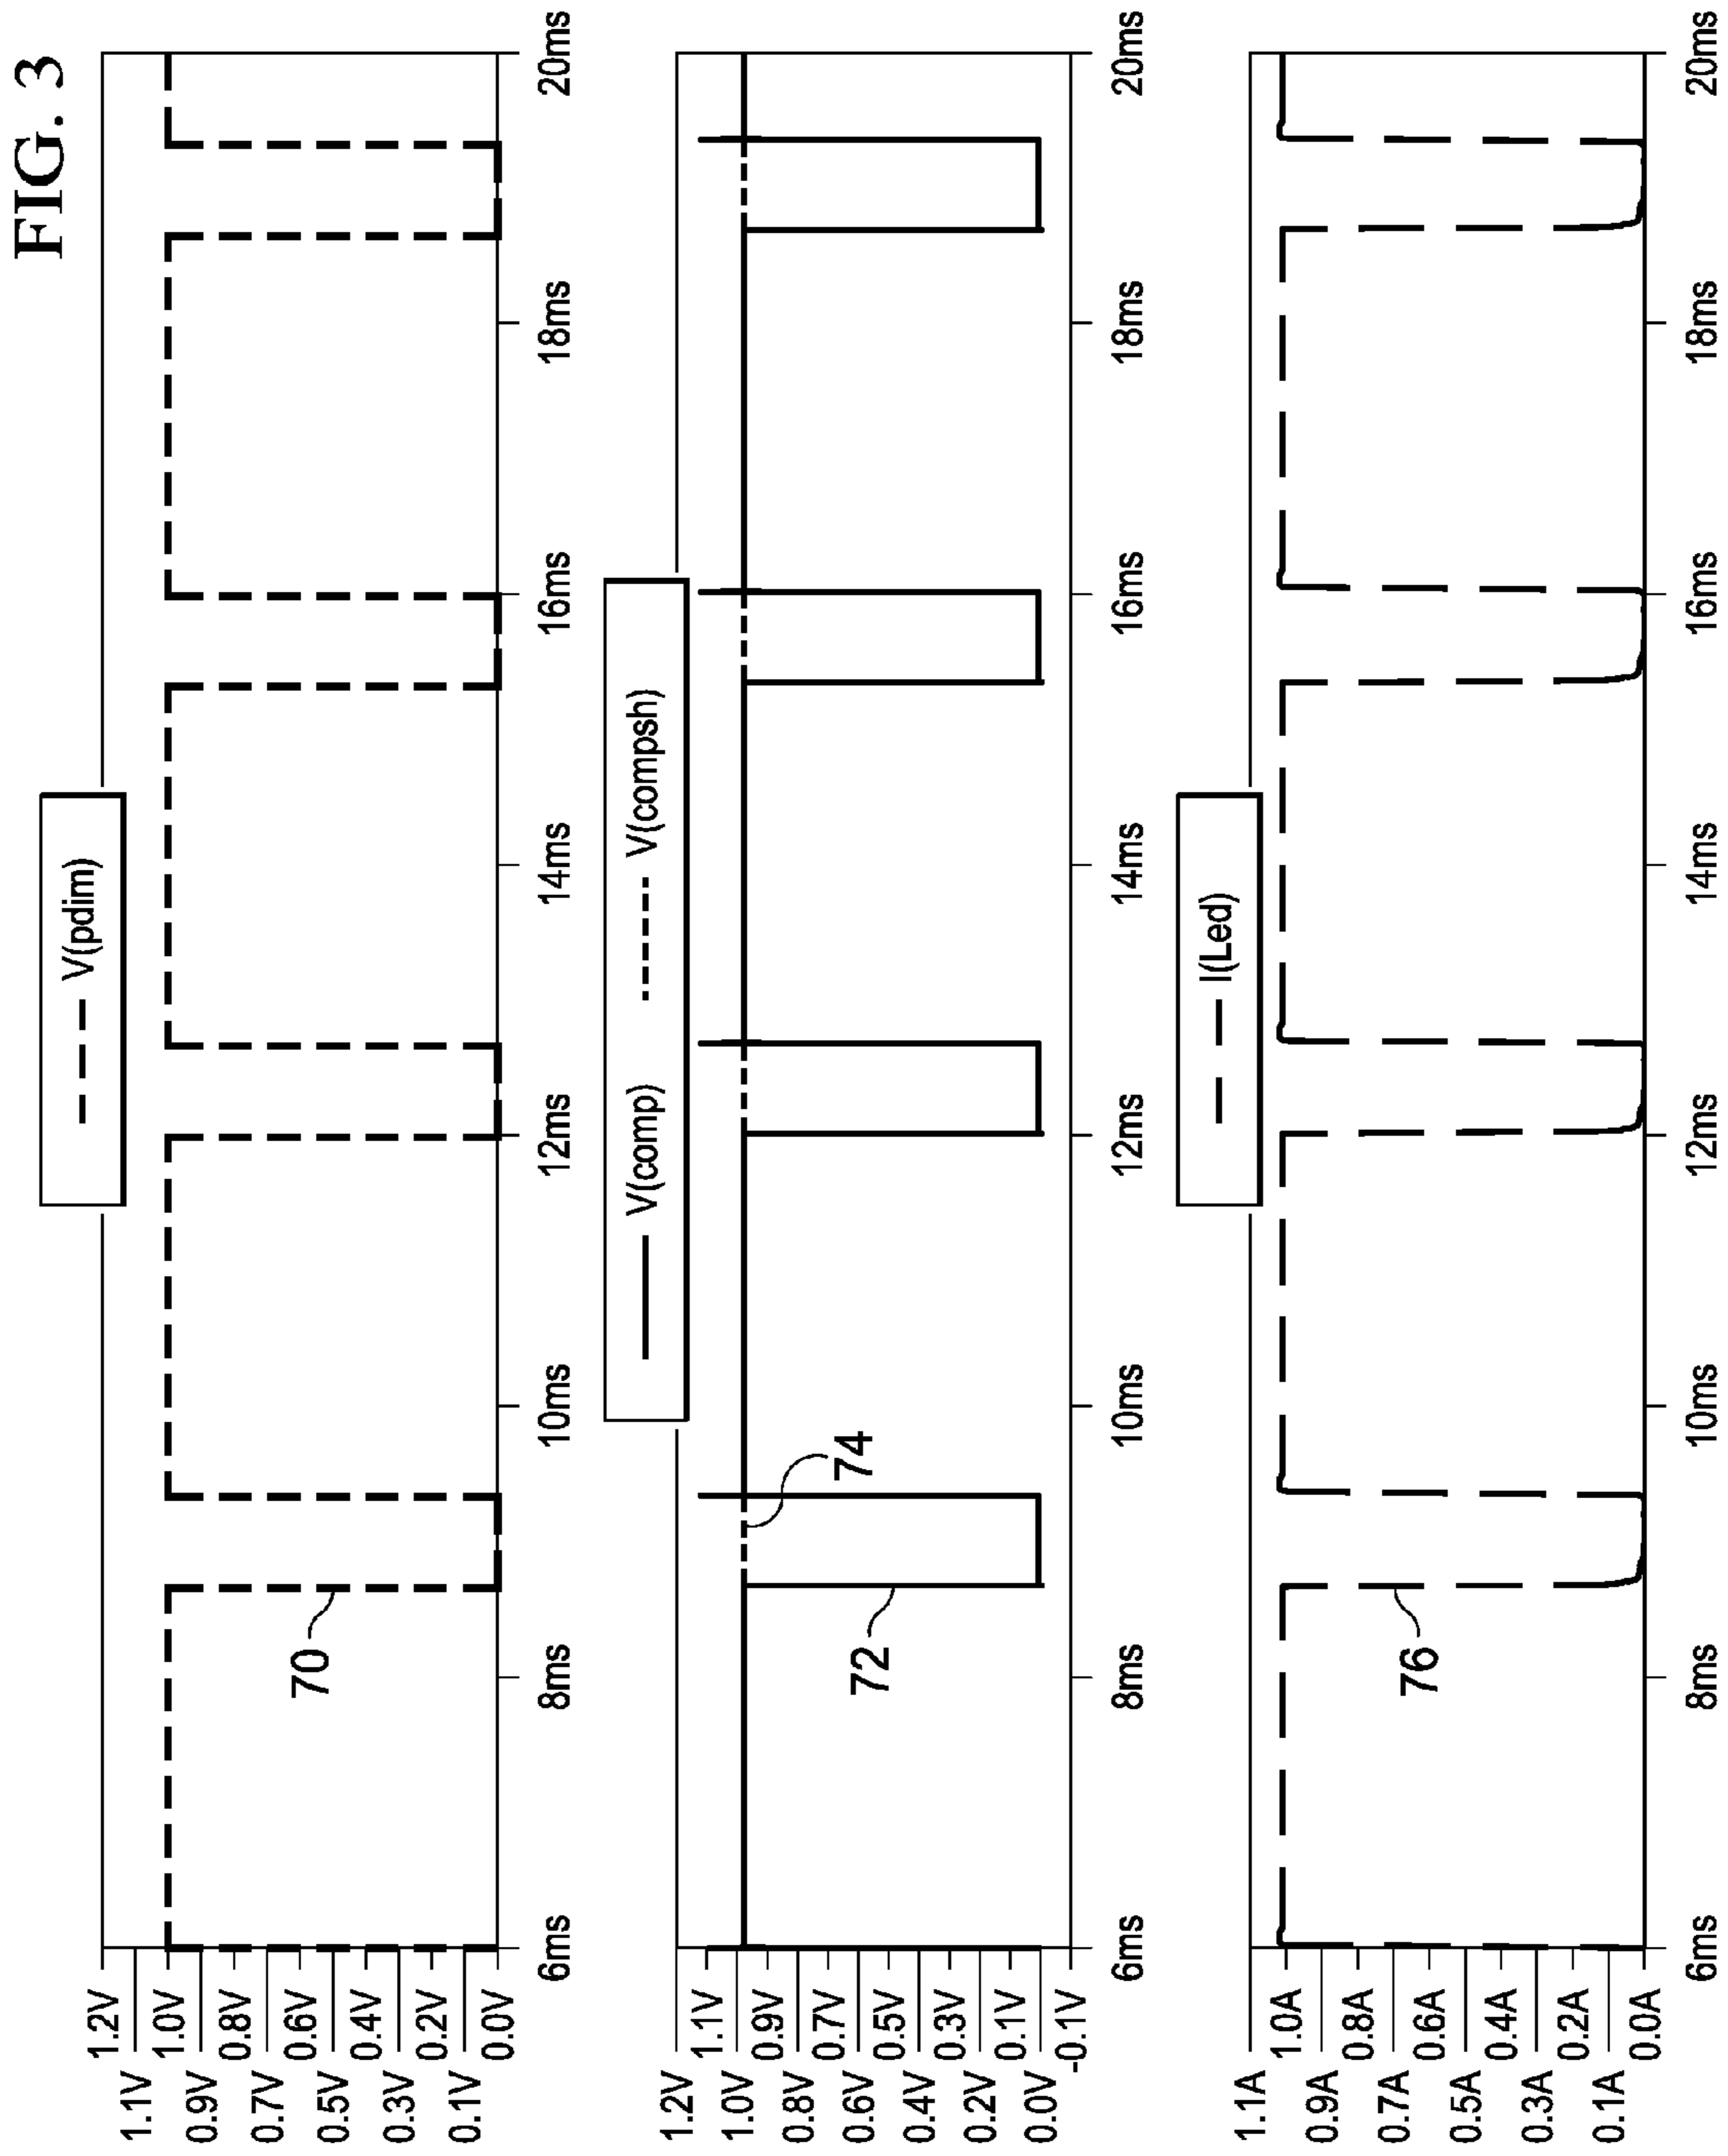 FIG. 3
V(pdim)
1.2V
1.1V
1.0V
0.9V
0.8V
0.7V
0.6V
0.5V
0.4V
0.3V
0.2V
0.1V
0.0V
70
6ms 8ms 10ms 12ms 14ms 16ms 18ms 20ms
V(comp) V(compsh)
1.2V
1.1V
1.0V
0.9V
0.8V
0.7V
0.6V
0.5V
0.4V
0.3V
0.2V
0.1V
0.0V
-0.1V
74
72
6ms 8ms 10ms 12ms 14ms 16ms 18ms 20ms
I(Led)
1.1A
1.0A
0.9A
0.8A
0.7A
0.6A
0.5A
0.4A
0.3A
0.2A
0.1A
0.0A
76
6ms 8ms 10ms 12ms 14ms 16ms 18ms 20ms